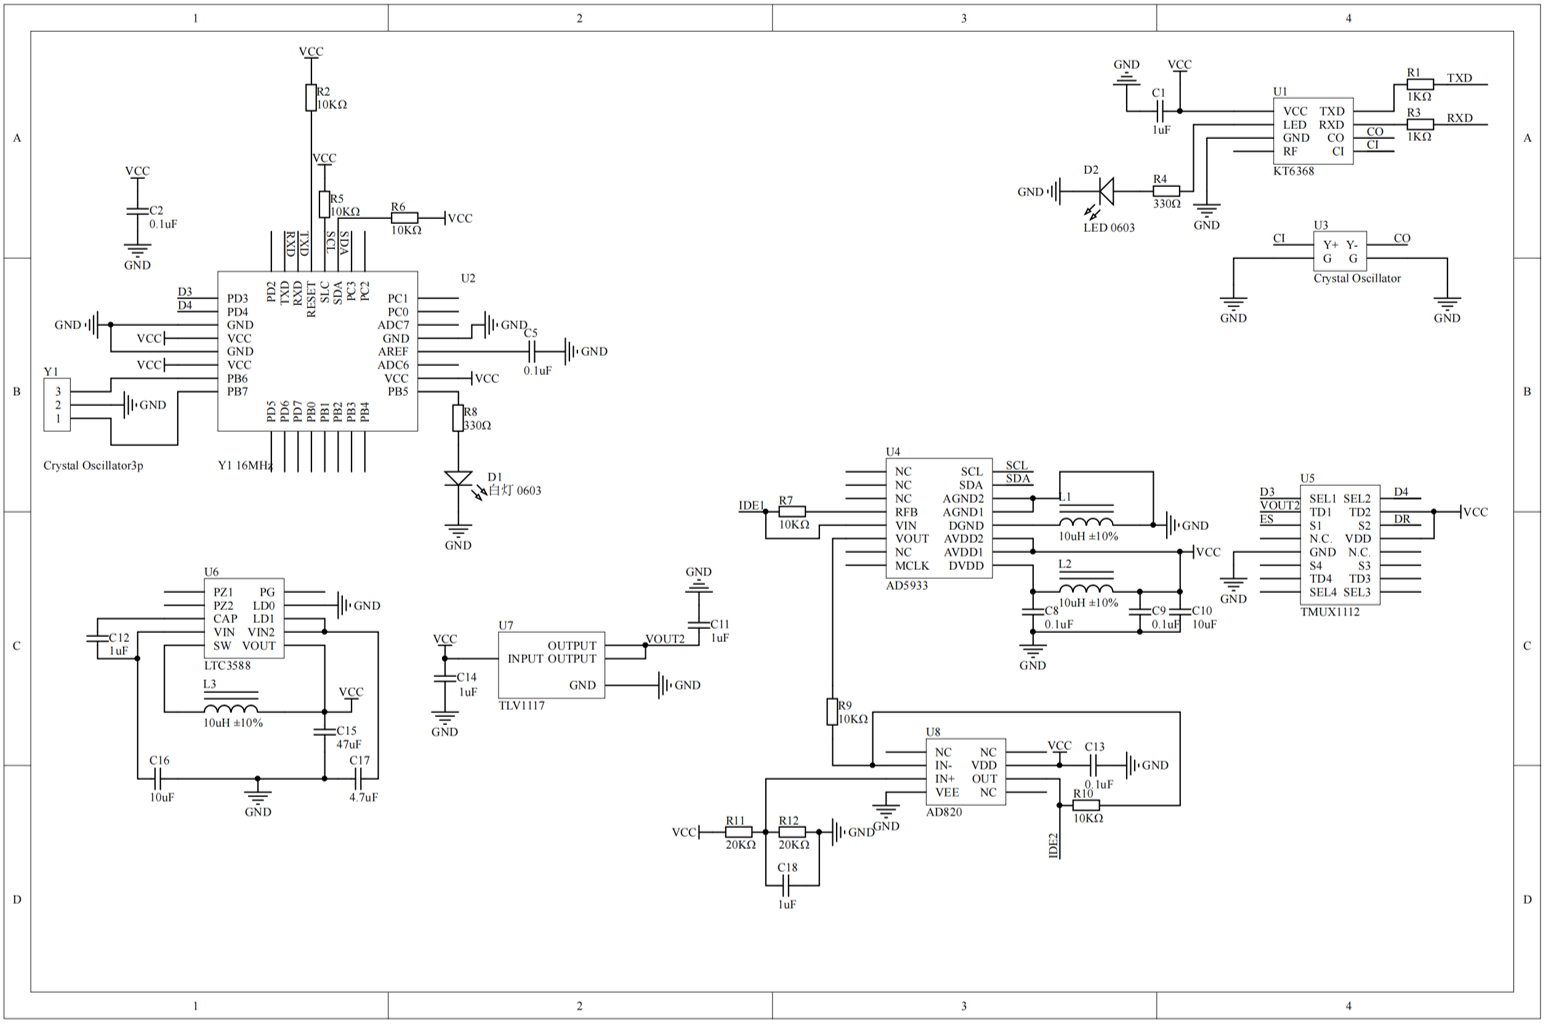 1
2
3
4
A
A
B
B
C
C
D
D
1
2
3
4
VCC
R2
10KΩ
VCC
R5
10KΩ
R6
10KΩ
VCC
VCC
C2
0.1uF
GND
RXD
TXD
SCL
SDA
U2
PD2
TXD
RXD
RESET
SLC
SDA
PC3
PC2
D3
D4
GND
VCC
VCC
PD3
PD4
GND
VCC
GND
VCC
PB6
PB7
PC1
PC0
ADC7
GND
AREF
ADC6
VCC
PB5
PD5
PD6
PD7
PB0
PB1
PB2
PB3
PB4
GND
C5
0.1uF
GND
VCC
R8
330Ω
D1
白灯 0603
GND
Y1
3
2
1
GND
Crystal Oscillator3p
Y1 16MHz
GND
VCC
C1
1uF
U1
VCC TXD
LED RXD
GND CO
RF CI
KT6368
R1
1KΩ
TXD
R3
1KΩ
RXD
CO
CI
D2
GND
LED 0603
R4
330Ω
GND
U3
CI
Y+ Y-
G G
CO
Crystal Oscillator
GND
GND
U4
NC SCL
NC SDA
NC AGND2
RFB AGND1
VIN DGND
VOUT AVDD2
NC AVDD1
MCLK DVDD
AD5933
SCL
SDA
IDE1
R7
10KΩ
L1
10uH ±10%
GND
VCC
L2
10uH ±10%
C8
0.1uF
C9
0.1uF
C10
10uF
GND
U5
D3
VOUT2
ES
SEL1 SEL2
TD1 TD2
S1 S2
N.C. VDD
GND N.C.
S4 S3
TD4 TD3
SEL4 SEL3
TMUX1112
D4
DR
VCC
GND
U6
PZ1 PG
PZ2 LD0
CAP LD1
VIN VIN2
SW VOUT
LTC3588
GND
C12
1uF
L3
10uH ±10%
VCC
C15
47uF
C16
10uF
GND
C17
4.7uF
U7
OUTPUT
INPUT OUTPUT
GND
TLV1117
VCC
C14
1uF
GND
VOUT2
GND
C11
1uF
GND
R9
10KΩ
U8
NC NC
IN- VDD
IN+ OUT
VEE NC
AD820
VCC
C13
0.1uF
GND
R10
10KΩ
IDE2
GND
VCC
R11
20KΩ
R12
20KΩ
GND
C18
1uF